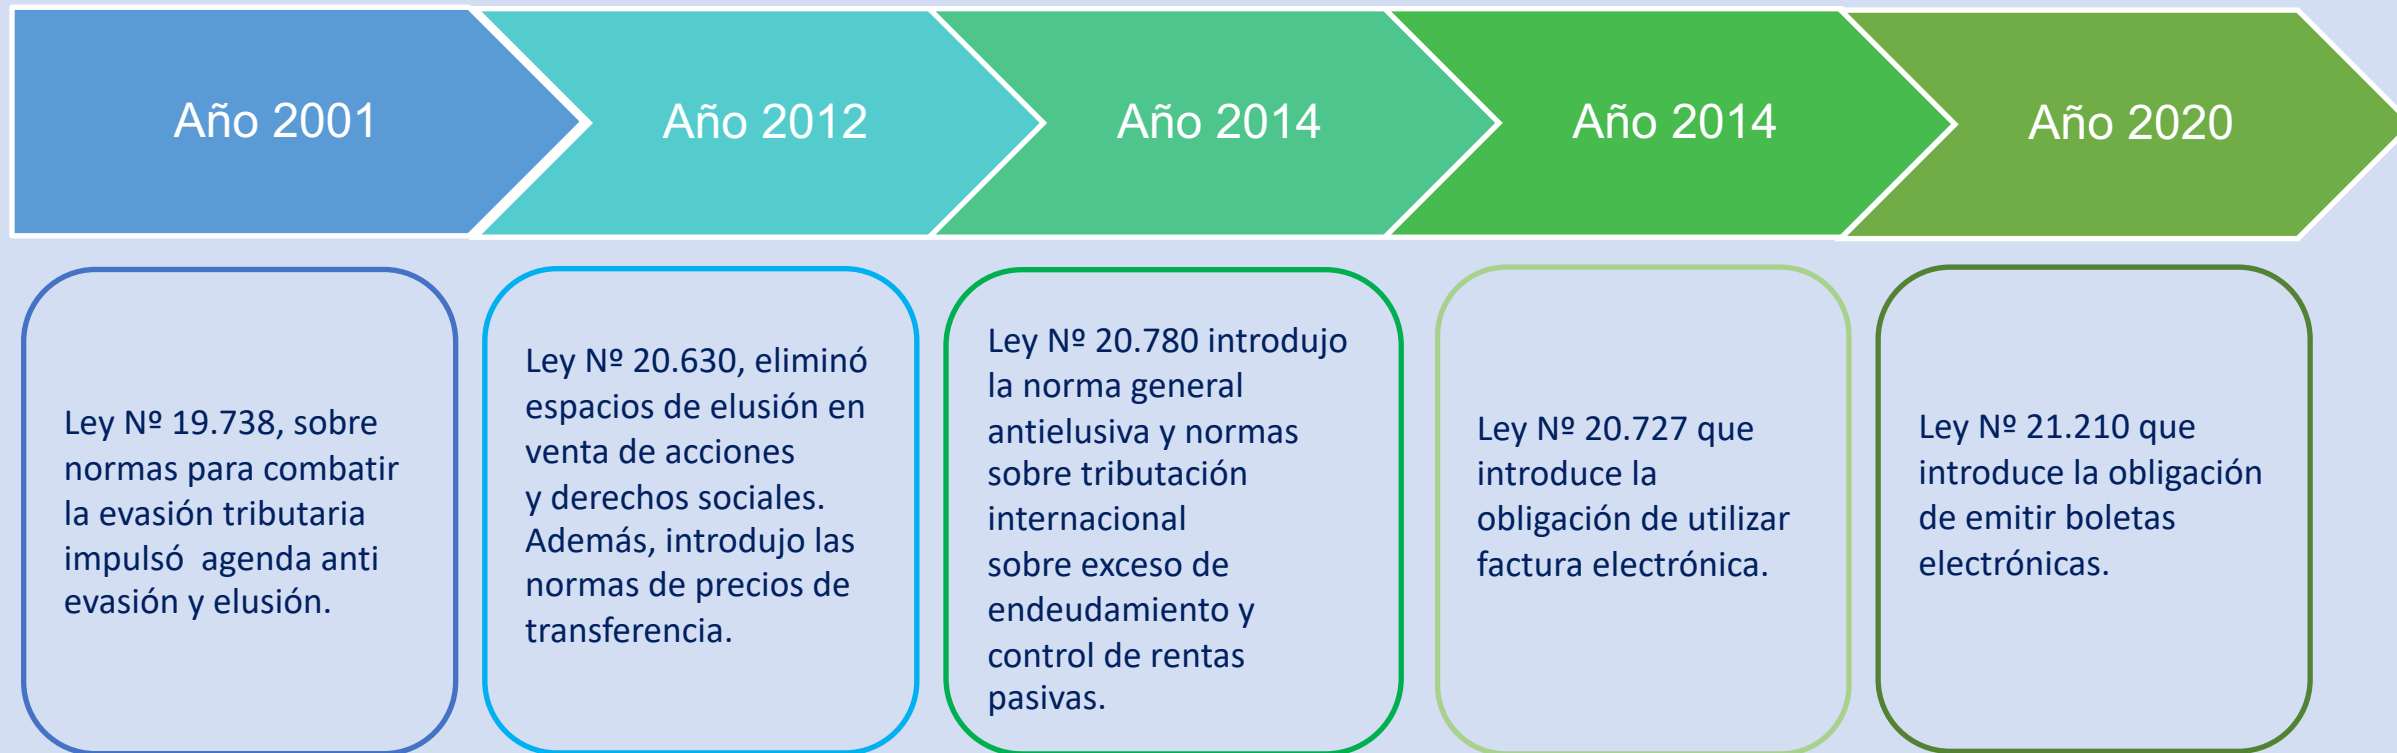 Año 2001
Año 2012
Año 2014
Año 2014
Año 2020
Ley Nº 19.738, sobre
normas para combatir
la evasión tributaria
impulsó  agenda anti
evasión y elusión.
Ley Nº 20.630, eliminó
espacios de elusión en
venta de acciones
y derechos sociales.
Además, introdujo las
normas de precios de
transferencia.
Ley Nº 20.780 introdujo
la norma general
antielusiva y normas
sobre tributación
internacional
sobre exceso de
endeudamiento y
control de rentas
pasivas.
Ley Nº 20.727 que
introduce la
obligación de utilizar
factura electrónica.
Ley Nº 21.210 que
introduce la obligación
de emitir boletas
electrónicas.